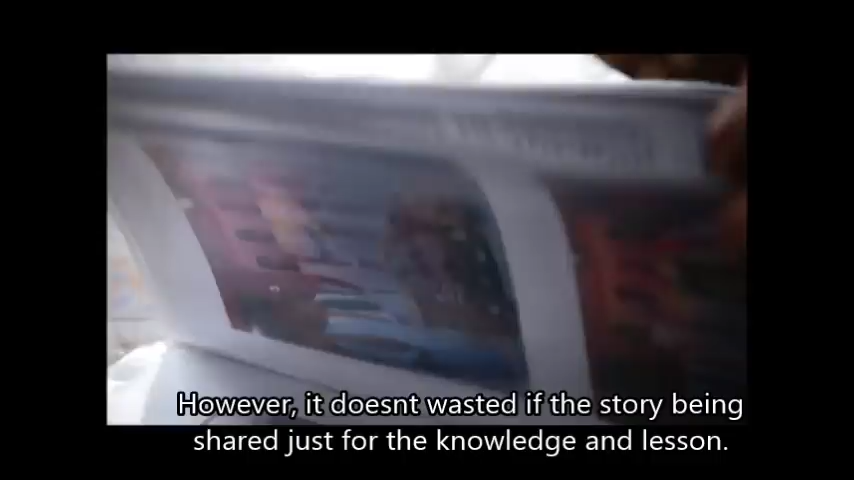 However, it doesnt wasted if the story being
shared just for the knowledge and lesson.